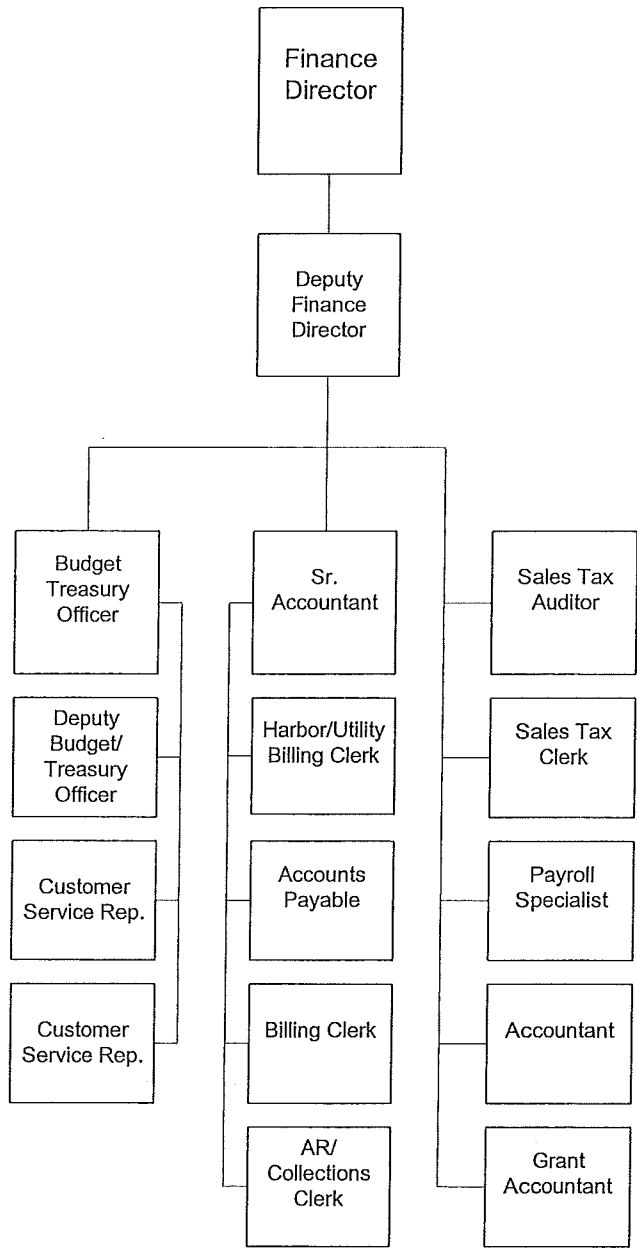 Finance
Director
Deputy
Finance
Director
Budget
Treasury
Officer
Sr.
Accountant
Sales Tax
Auditor
Deputy
Budget/
Treasury
Officer
Harbor/Utility
Billing Clerk
Sales Tax
Clerk
Customer
Service Rep.
Accounts
Payable
Payroll
Specialist
Customer
Service Rep.
Billing Clerk
Accountant
AR/
Collections
Clerk
Grant
Accountant